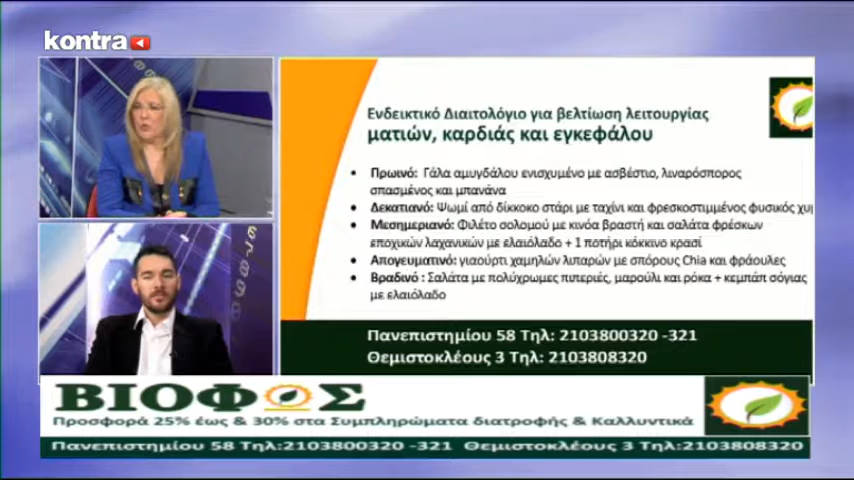 kontra
Ενδεικτικό Διαιτολόγιο για βελτίωση λειτουργίας
ματιών, καρδιάς και εγκεφάλου
• Πρωινό: Γάλα αμυγδάλου ενισχυμένο με ασβέστιο, λιναρόσπορος
σπασμένος και μπανάνα
• Δεκατιανό: Ψωμί από δίκκοκο στάρι με ταχίνι και φρεσκοστιμμένος φυσικός χυμ
• Μεσημεριανό: Φιλέτο σολομού με κινόα βραστή και σαλάτα φρέσκων
εποχικών λαχανικών με ελαιόλαδο + 1 ποτήρι κόκκινο κρασί
• Απογευματινό: γιαούρτι χαμηλών λιπαρών με σπόρους Chia και φράουλες
• Βραδινό : Σαλάτα με πολύχρωμες πιπεριές, μαρούλι και ρόκα + κεμπάπ σόγιας
με ελαιόλαδο
Πανεπιστημίου 58 Τηλ: 2103800320 -321
Θεμιστοκλέους 3 Τηλ: 2103808320
ΒΙΟΦΩΣ
Προσφορά 25% έως & 30% στα Συμπληρώματα διατροφής & Καλλυντικά
Πανεπιστημίου 58 Τηλ:2103800320 -321 Θεμιστοκλέους 3 Τηλ:2103808320